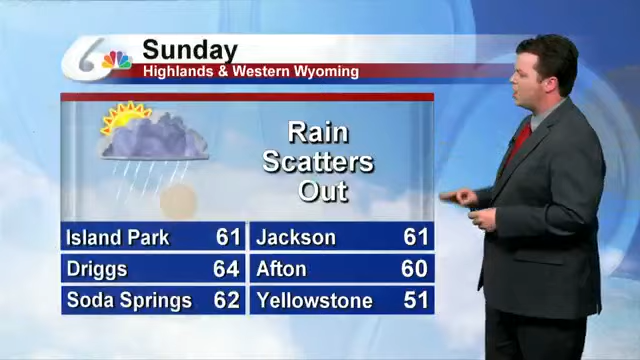 6 Sunday
Highlands & Western Wyoming
Rain
Scatters
Out
Island Park 61 Jackson 61
Driggs 64 Afton 60
Soda Springs 62 Yellowstone 51